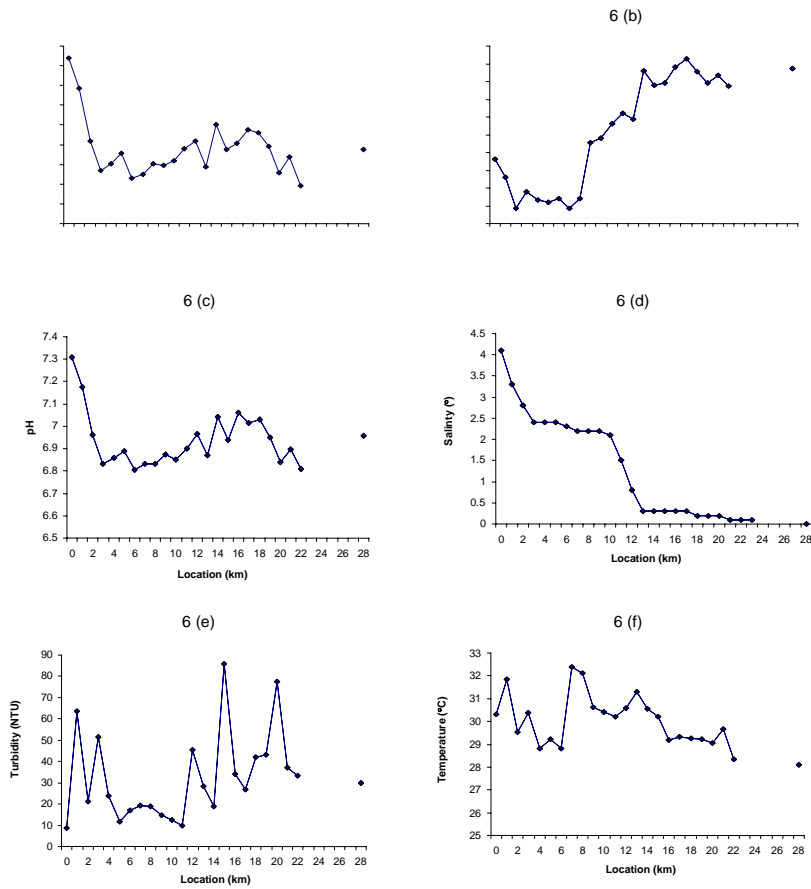 6 (b)
6 (c)
6 (d)
pH
7.4
7.3
7.2
7.1
7
6.9
6.8
6.7
6.6
6.5
0 2 4 6 8 10 12 14 16 18 20 22 24 26 28
Location (km)
Salinty (º)
4.5
4
3.5
3
2.5
2
1.5
1
0.5
0
0 2 4 6 8 10 12 14 16 18 20 22 24 26 28
Location (km)
6 (e)
6 (f)
Turbidity (NTU)
90
80
70
60
50
40
30
20
10
0
0 2 4 6 8 10 12 14 16 18 20 22 24 26 28
Location (km)
Temperature (ºC)
33
32
31
30
29
28
27
26
25
0 2 4 6 8 10 12 14 16 18 20 22 24 26 28
Location (km)